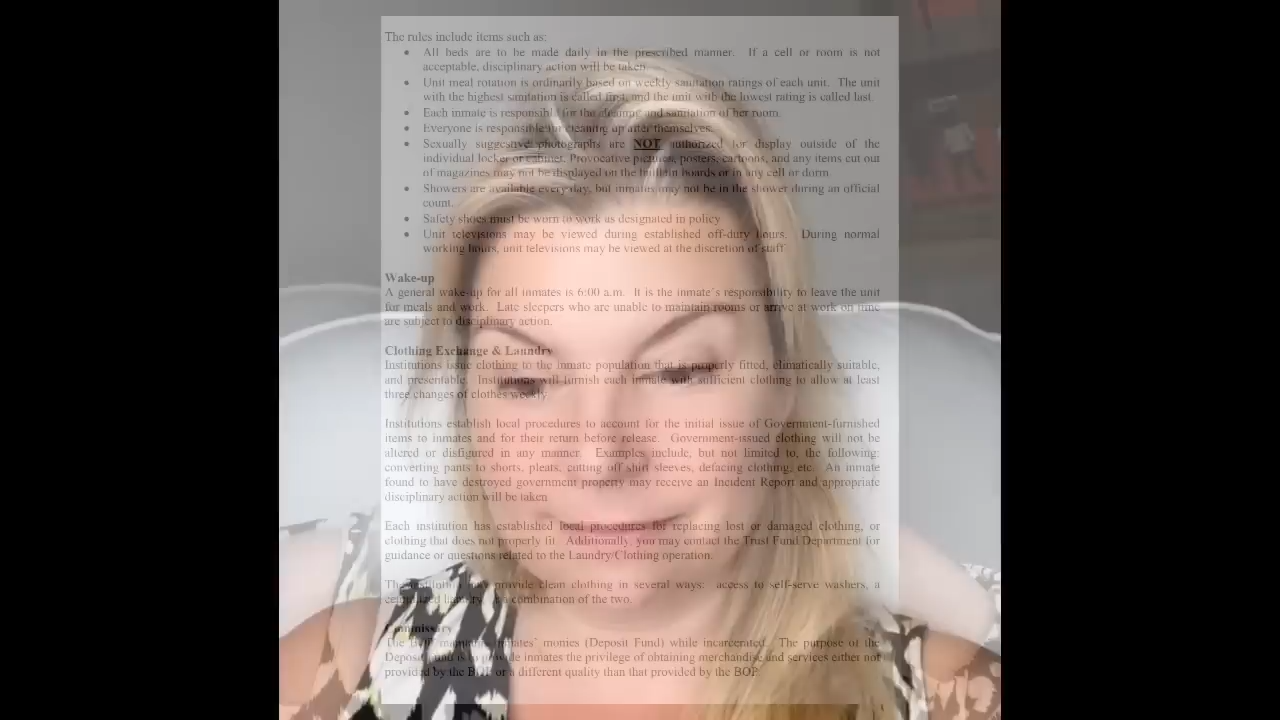 The rules include items such as:
• All beds are to be made daily in the prescribed manner. If a cell or room is not
acceptable, disciplinary action will be taken.
• Unit meal rotation is ordinarily based on weekly sanitation ratings of each unit. The unit
with the highest sanitation is called first, and the unit with the lowest rating is called last.
• Each inmate is responsible for the cleaning and sanitation of her room.
• Everyone is responsible for cleaning up after themselves.
• Sexually suggestive photographs are NOT authorized for display outside of the
individual locker or cabinet. Provocative pictures, posters, cartoons, and any items cut out
of magazines may not be displayed on the bulletin boards or in any cell or dorm.
• Showers are available every day, but inmates may not be in the shower during an official
count.
• Safety shoes must be worn to work as designated in policy
• Unit televisions may be viewed during established off-duty hours. During normal
working hours, unit televisions may be viewed at the discretion of staff
Wake-up
A general wake-up for all inmates is 6:00 a.m. It is the inmate's responsibility to leave the unit
for meals and work. Late sleepers who are unable to maintain rooms or arrive at work on time
are subject to disciplinary action.
Clothing Exchange & Laundry
Institutions issue clothing to the inmate population that is properly fitted, climatically suitable,
and presentable. Institutions will furnish each inmate with sufficient clothing to allow at least
three changes of clothes weekly
Institutions establish local procedures to account for the initial issue of Government-furnished
items to inmates and for their return before release. Government-issued clothing will not be
altered or disfigured in any manner. Examples include, but not limited to, the following:
converting pants to shorts, pleats, cutting off shirt sleeves, defacing clothing, etc. An inmate
found to have destroyed government property may receive an Incident Report and appropriate
disciplinary action will be taken
Each institution has established local procedures for replacing lost or damaged clothing, or
clothing that does not properly fit. Additionally, you may contact the Trust Fund Department for
guidance or questions related to the Laundry/Clothing operation.
The may provide clean clothing in several ways: access to self-serve washers, a
centralized laundry combination of the two.
Commissary
The BOP maintains inmates' monies (Deposit Fund) while incarcerated. The purpose of the
Deposit Fund is to provide inmates the privilege of obtaining merchandise and services either not
provided by the BOP or a different quality than that provided by the BOP.